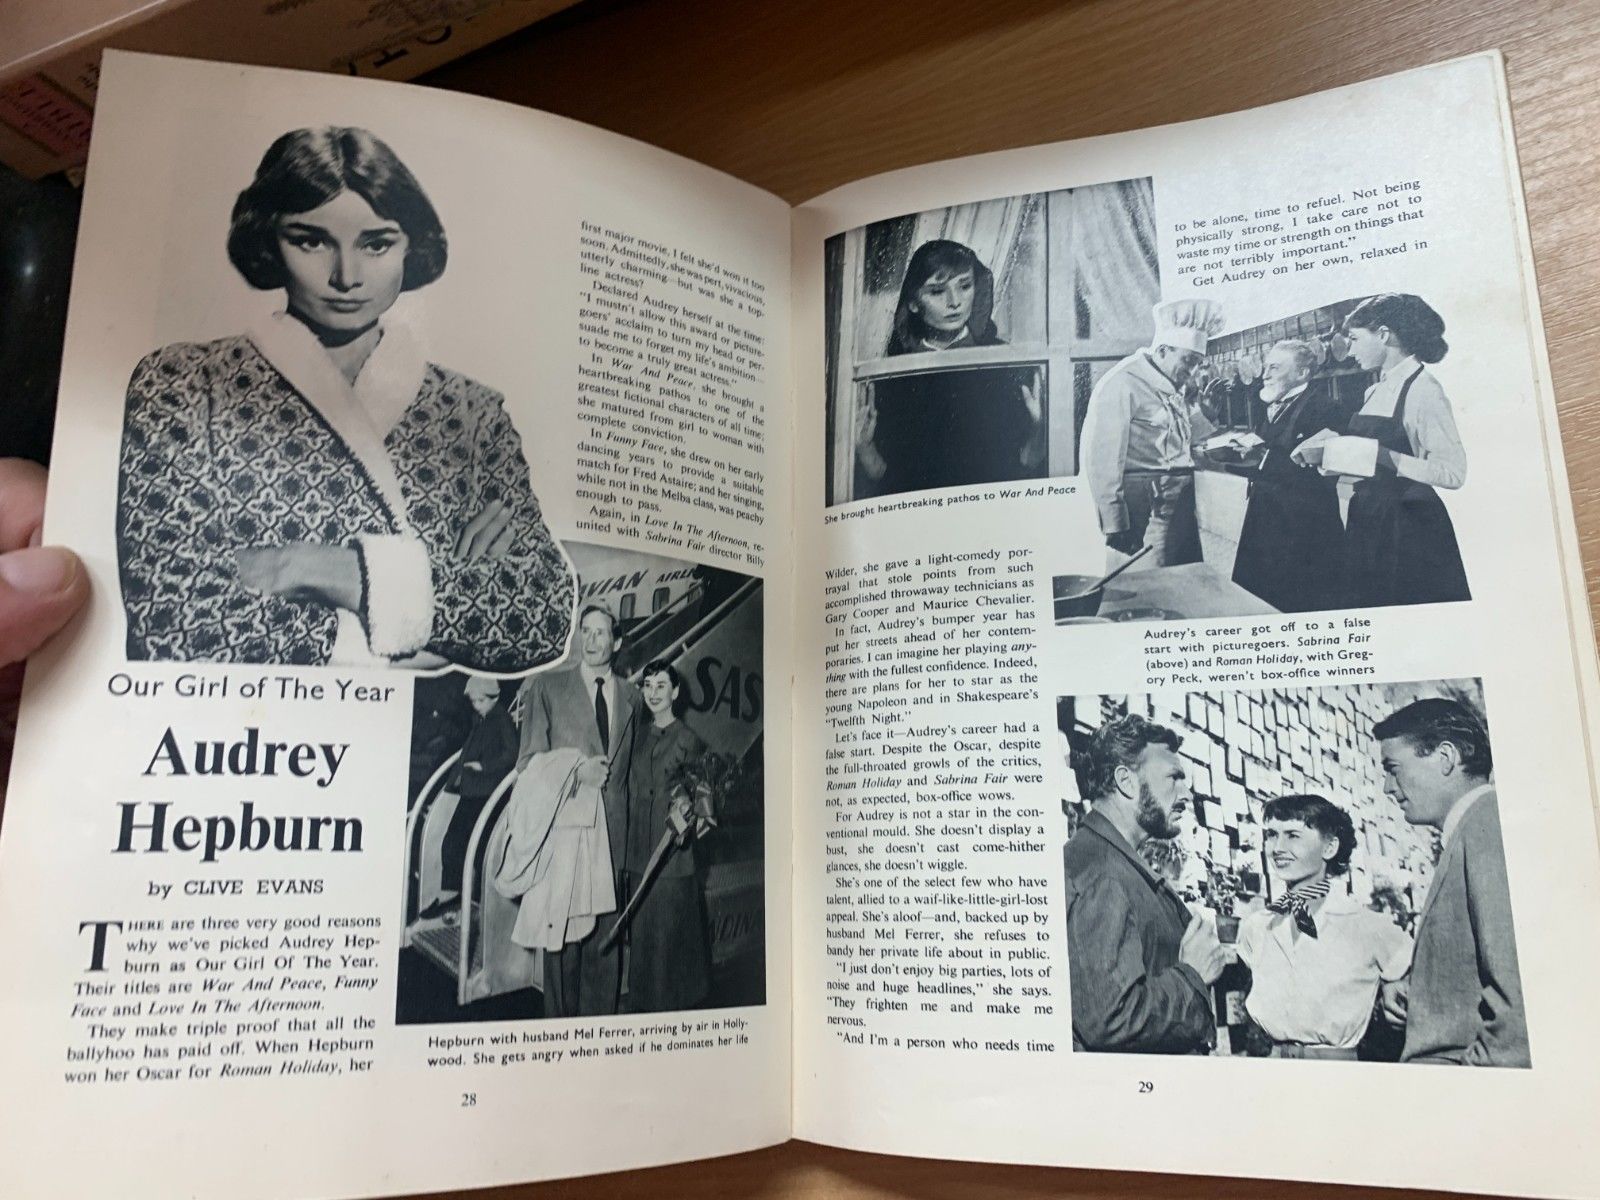 Our Girl of The Year
Audrey
Hepburn
by CLIVE EVANS
THERE are three very good reasons
why we've picked Audrey Hep-
burn as Our Girl Of The Year.
Their titles are War And Peace, Funny
Face and Love In The Afternoon.
They make triple proof that all the
ballyhoo has paid off. When Hepburn
won her Oscar for Roman Holiday, her
first major movie, I felt she'd won it too
soon. Admittedly, she was pert, vivacious,
utterly charming—but was she a top-
line actress?
Declared Audrey herself at the time:
"I mustn't allow this award or picture-
goers' acclaim to turn my head or per-
suade me to forget my life's ambition—
to become a truly great actress."
In War And Peace, she brought a
heartbreaking pathos to one of the
greatest fictional characters of all time;
she matured from girl to woman with
complete conviction.
In Funny Face, she drew on her early
dancing years to provide a suitable
match for Fred Astaire; and her singing,
while not in the Melba class, was peachy
enough to pass.
Again, in Love In The Afternoon, re-
united with Sabrina Fair director Billy
VIAN AIRLI
SAS
NDINA
Hepburn with husband Mel Ferrer, arriving by air in Holly-
wood. She gets angry when asked if he dominates her life
28
She brought heartbreaking pathos to War And Peace
Wilder, she gave a light-comedy por-
trayal that stole points from such
accomplished throwaway technicians as
Gary Cooper and Maurice Chevalier.
In fact, Audrey's bumper year has
put her streets ahead of her contem-
poraries. I can imagine her playing any-
thing with the fullest confidence. Indeed,
there are plans for her to star as the
young Napoleon and in Shakespeare's
"Twelfth Night."
Let's face it—Audrey's career had a
false start. Despite the Oscar, despite
the full-throated growls of the critics,
Roman Holiday and Sabrina Fair were
not, as expected, box-office wows.
For Audrey is not a star in the con-
ventional mould. She doesn't display a
bust, she doesn't cast come-hither
glances, she doesn't wiggle.
She's one of the select few who have
talent, allied to a waif-like-little-girl-lost
appeal. She's aloof—and, backed up by
husband Mel Ferrer, she refuses to
bandy her private life about in public.
"I just don't enjoy big parties, lots of
noise and huge headlines," she says.
"They frighten me and make me
nervous.
"And I'm a person who needs time
to be alone, time to refuel. Not being
physically strong, I take care not to
waste my time or strength on things that
are not terribly important."
Get Audrey on her own, relaxed in
Audrey's career got off to a false
start with picturegoers. Sabrina Fair
(above) and Roman Holiday, with Greg-
ory Peck, weren't box-office winners
29